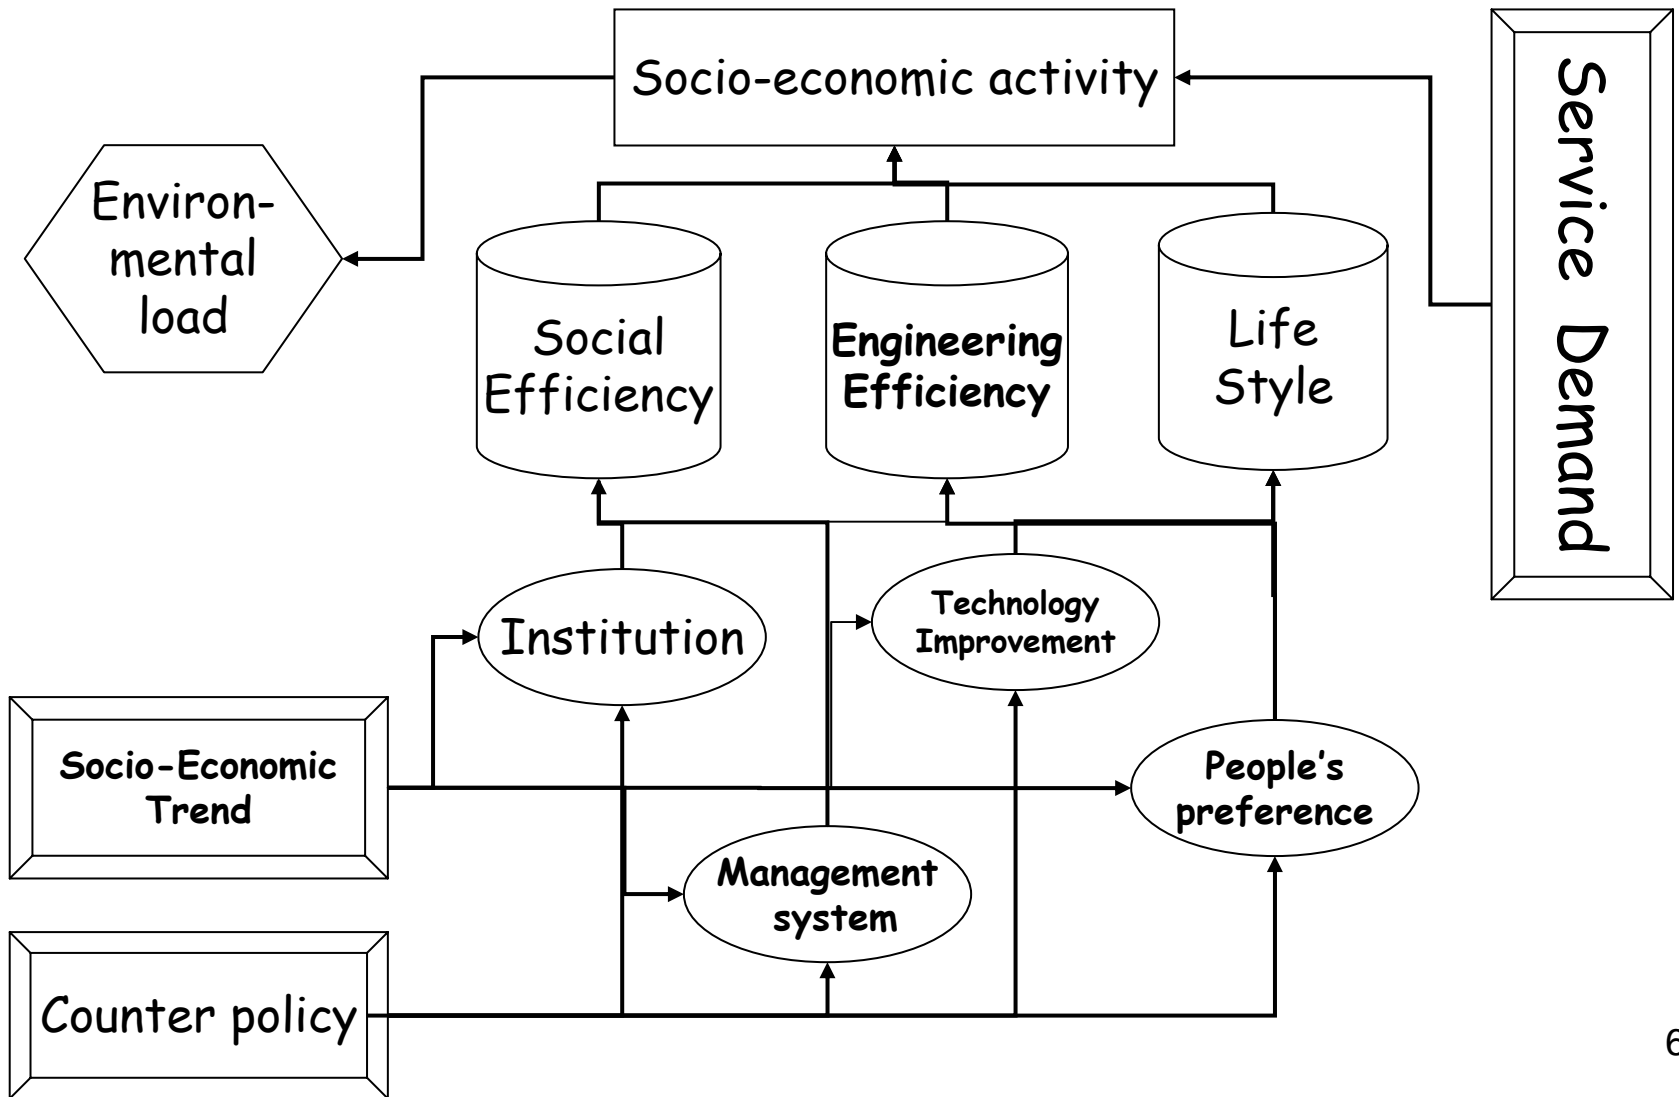 Socio-economic activity
Service Demand
Environ-
mental
load
Social
Efficiency
Engineering
Efficiency
Life
Style
Institution
Technology
Improvement
Socio-Economic
Trend
People's
preference
Management
system
Counter policy
6